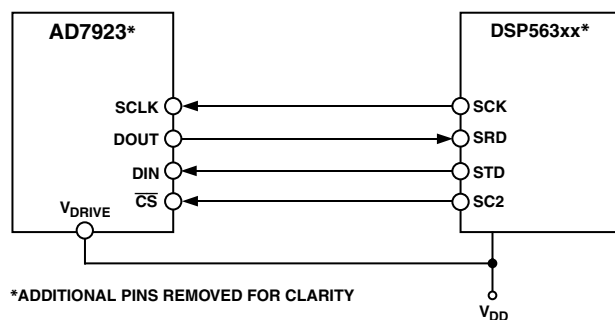 AD7923*
DSP563xx*
SCLK
SCK
DOUT
SRD
DIN
STD
CS
SC2
VDRIVE
*ADDITIONAL PINS REMOVED FOR CLARITY
VDD